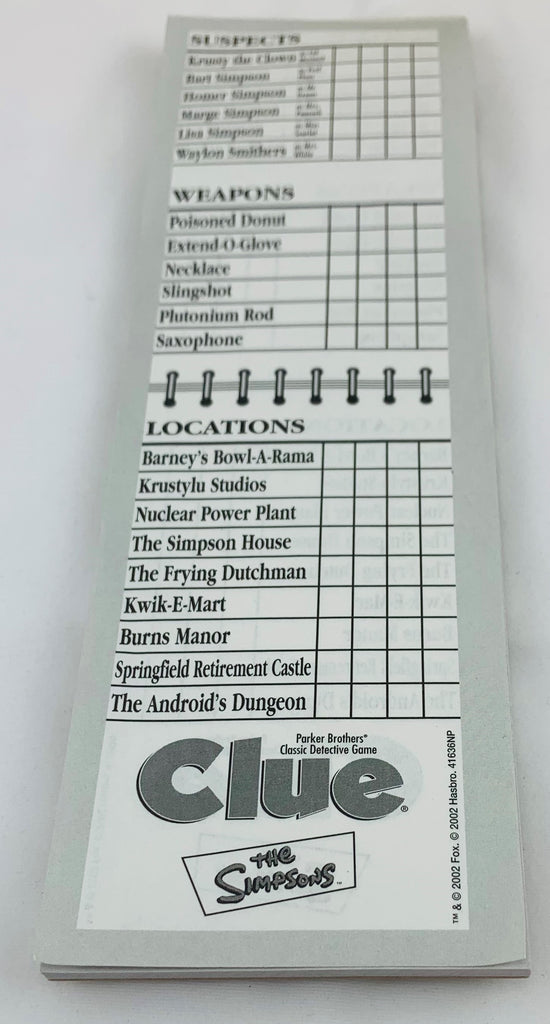 SUSPECTS
Krusty the Clown
Bart Simpson
Homer Simpson
Marge Simpson
Lisa Simpson
Waylon Smithers
WEAPONS
Poisoned Donut
Extend-O-Glove
Necklace
Slingshot
Plutonium Rod
Saxophone
LOCATIONS
Barney's Bowl-A-Rama
Krustylu Studios
Nuclear Power Plant
The Simpson House
The Frying Dutchman
Kwik-E-Mart
Burns Manor
Springfield Retirement Castle
The Android's Dungeon
Parker Brothers®
Classic Detective Game
Clue®
THE
SIMPSONS™
TM & © 2002 Fox. © 2002 Hasbro. 41636NP